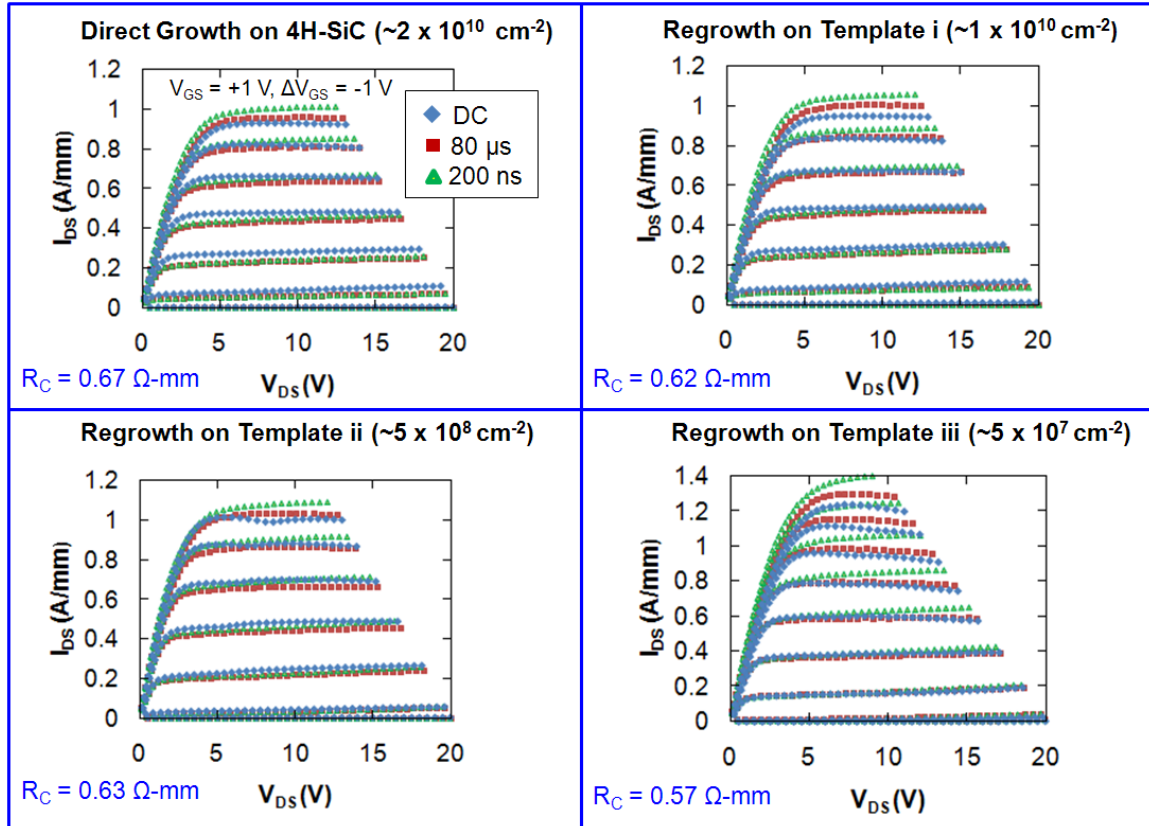 Direct Growth on 4H-SiC (~2 x 10¹⁰ cm⁻²)
V_GS = +1 V, ΔV_GS = -1 V
DC
80 µs
200 ns
I_DS (A/mm)
1.2
1
0.8
0.6
0.4
0.2
0
0 5 10 15 20
V_DS (V)
R_C = 0.67 Ω-mm
Regrowth on Template i (~1 x 10¹⁰ cm⁻²)
I_DS (A/mm)
1.2
1
0.8
0.6
0.4
0.2
0
0 5 10 15 20
V_DS (V)
R_C = 0.62 Ω-mm
Regrowth on Template ii (~5 x 10⁸ cm⁻²)
I_DS (A/mm)
1.2
1
0.8
0.6
0.4
0.2
0
0 5 10 15 20
V_DS (V)
R_C = 0.63 Ω-mm
Regrowth on Template iii (~5 x 10⁷ cm⁻²)
I_DS (A/mm)
1.4
1.2
1
0.8
0.6
0.4
0.2
0
0 5 10 15 20
V_DS (V)
R_C = 0.57 Ω-mm